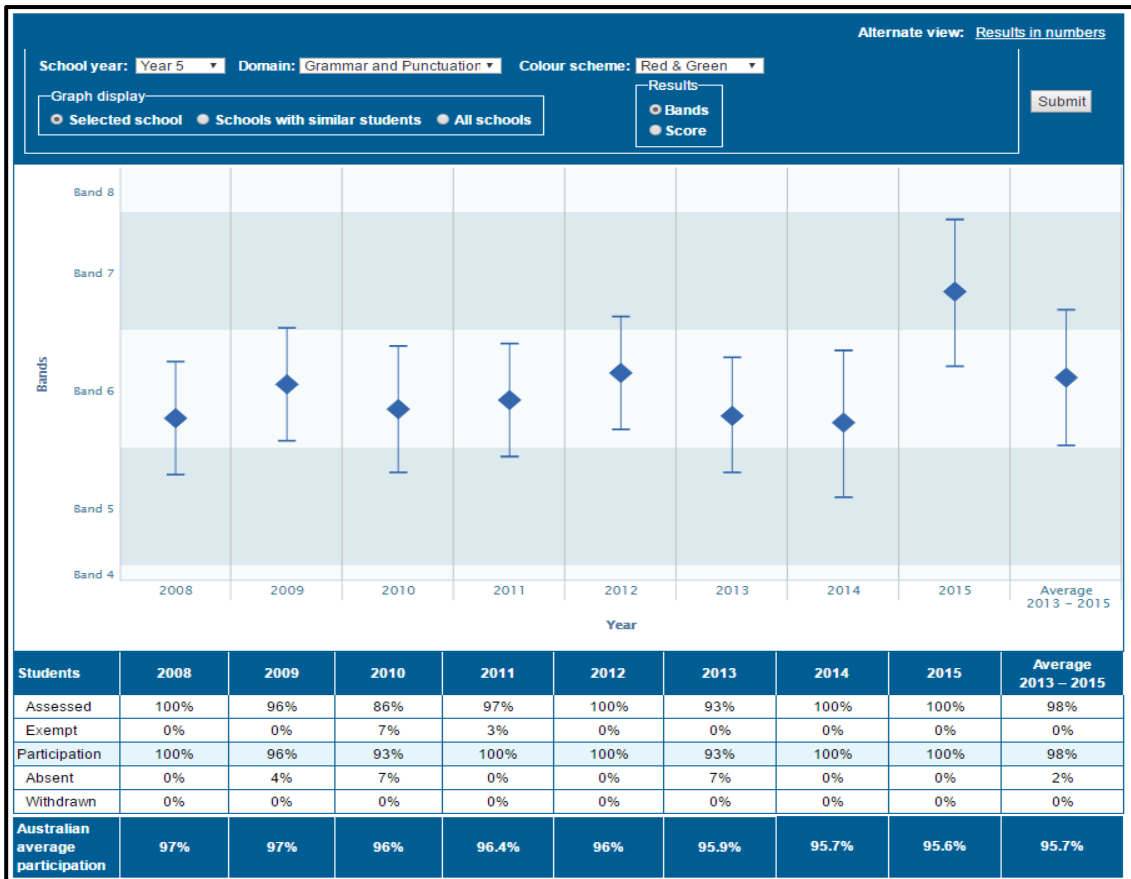 Alternate view: Results in numbers
School year: Year 5 Domain: Grammar and Punctuation Colour scheme: Red & Green
Graph display
Selected school Schools with similar students All schools
Results
Bands
Score
Submit
Band 8
Band 7
Band 6
Band 5
Band 4
Bands
2008 2009 2010 2011 2012 2013 2014 2015 Average
2013 – 2015
Year
Students 2008 2009 2010 2011 2012 2013 2014 2015 Average
2013 – 2015
Assessed 100% 96% 86% 97% 100% 93% 100% 100% 98%
Exempt 0% 0% 7% 3% 0% 0% 0% 0% 0%
Participation 100% 96% 93% 100% 100% 93% 100% 100% 98%
Absent 0% 4% 7% 0% 0% 7% 0% 0% 2%
Withdrawn 0% 0% 0% 0% 0% 0% 0% 0% 0%
Australian
average
participation 97% 97% 96% 96.4% 96% 95.9% 95.7% 95.6% 95.7%